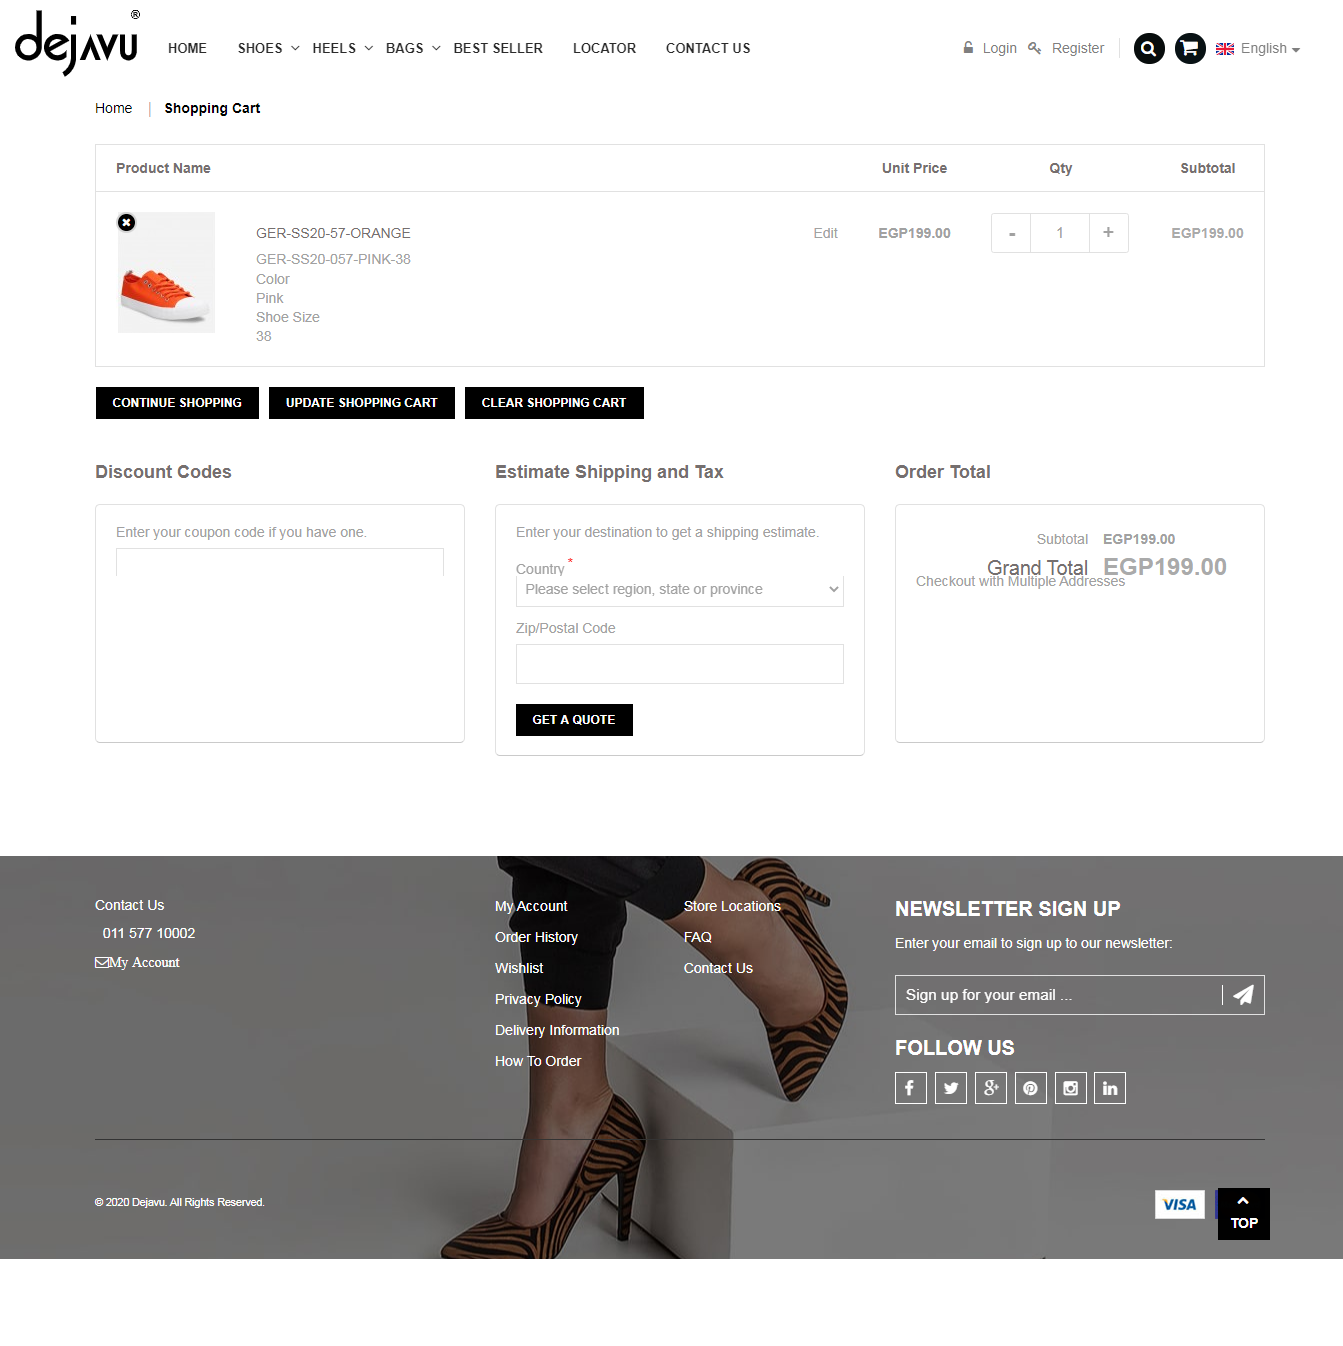 dejavu ®
HOME SHOES HEELS BAGS BEST SELLER LOCATOR CONTACT US Login Register English
Home | Shopping Cart
Product Name Unit Price Qty Subtotal
GER-SS20-57-ORANGE Edit EGP199.00 - 1 + EGP199.00
GER-SS20-057-PINK-38
Color
Pink
Shoe Size
38
CONTINUE SHOPPING UPDATE SHOPPING CART CLEAR SHOPPING CART
Discount Codes
Enter your coupon code if you have one.
Estimate Shipping and Tax
Enter your destination to get a shipping estimate.
Country *
Please select region, state or province
Zip/Postal Code
GET A QUOTE
Order Total
Subtotal EGP199.00
Grand Total EGP199.00
Checkout with Multiple Addresses
Contact Us
011 577 10002
My Account
My Account
Order History
Wishlist
Privacy Policy
Delivery Information
How To Order
Store Locations
FAQ
Contact Us
NEWSLETTER SIGN UP
Enter your email to sign up to our newsletter:
Sign up for your email ...
FOLLOW US
© 2020 Dejavu. All Rights Reserved.
VISA
TOP